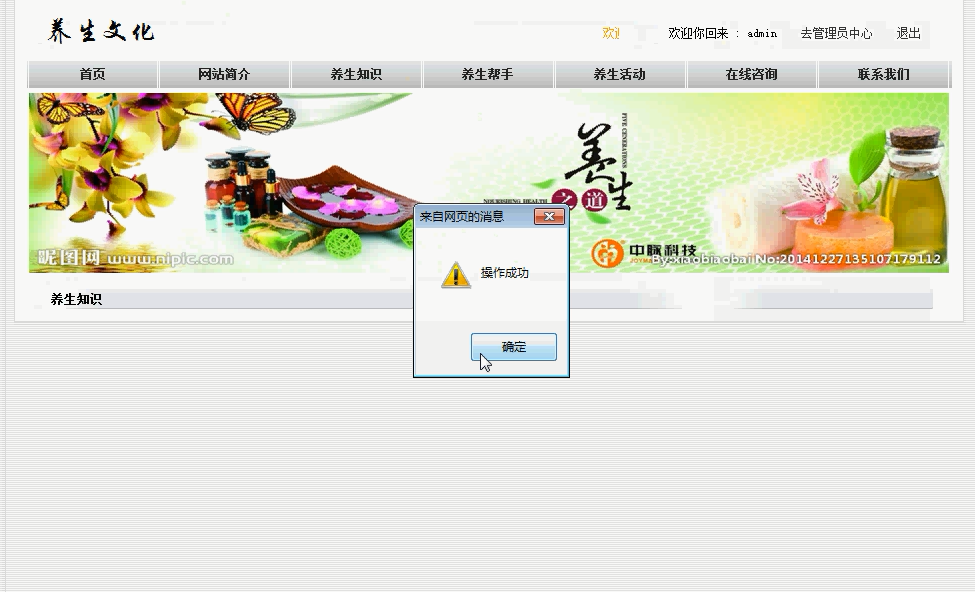 养生文化
欢迎
欢迎你回来 : admin 去管理员中心 退出
首页 网站简介 养生知识 养生帮手 养生活动 在线咨询 联系我们
FIVE GENERATIONS
养生
之道
NOURISHING HEALTH
中脉科技
JOYMAIN
昵图网 www.nipic.com
By:xiaobiaobai No:20141227135107179112
来自网页的消息
操作成功
确定
养生知识